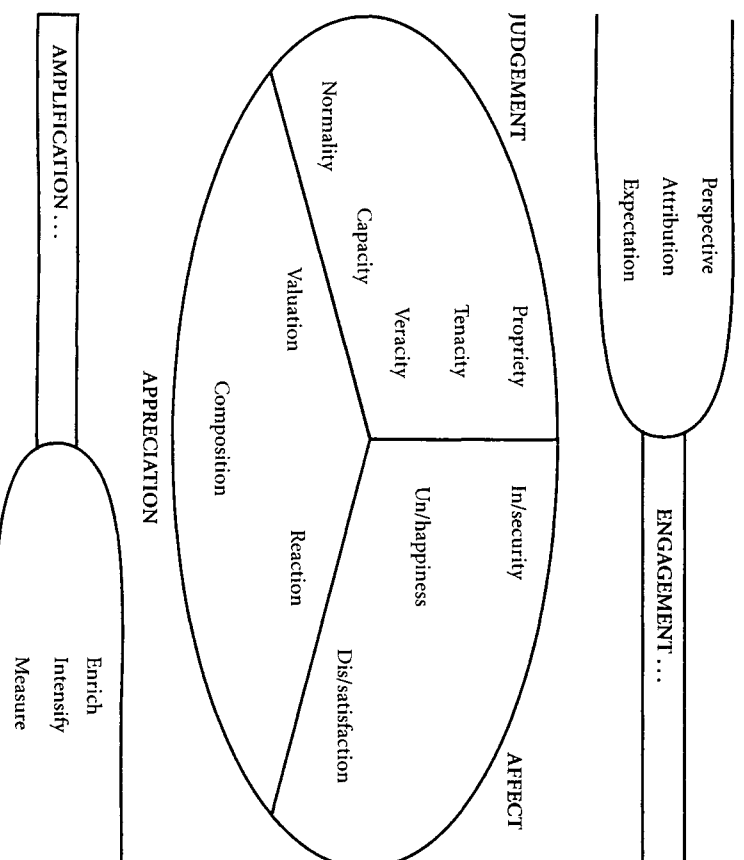 Perspective
Attribution
Expectation
ENGAGEMENT...
JUDGEMENT
Propriety
Tenacity
Veracity
Capacity
Normality
AFFECT
In/security
Un/happiness
Dis/satisfaction
Valuation
Reaction
Composition
APPRECIATION
AMPLIFICATION...
Enrich
Intensify
Measure